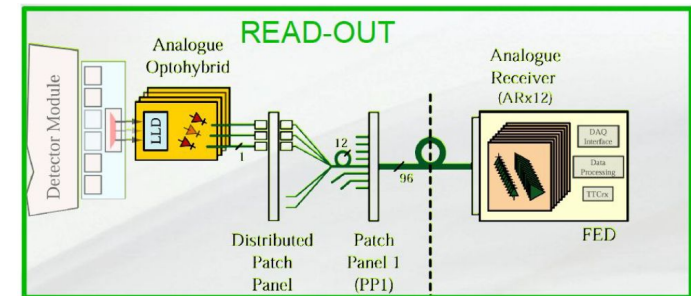 READ-OUT
Detector Module
Analogue
Optohybrid
LLD
1
12
96
Distributed
Patch
Panel
Patch
Panel 1
(PP1)
Analogue
Receiver
(ARx12)
DAQ
Interface
Data
Processing
TTCrx
FED